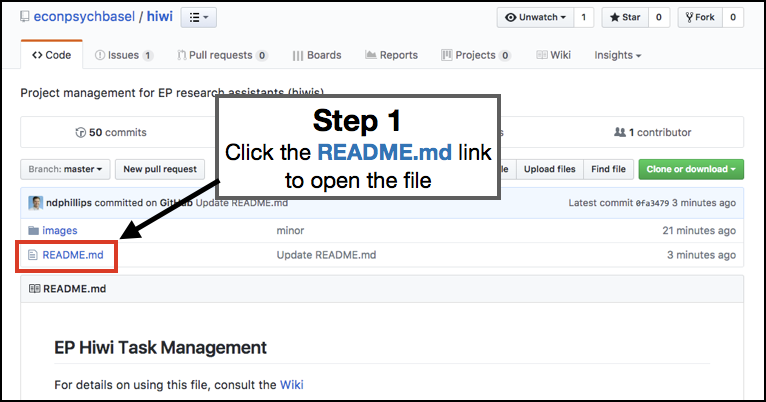 econpsychbasel / hiwi
Unwatch 1 Star 0 Fork 0
Code Issues 1 Pull requests 0 Boards Reports Projects 0 Wiki Insights
Project management for EP research assistants (hiwis)
50 commits 1 contributor
Step 1
Click the README.md link
to open the file
Branch: master New pull request Upload files Find file Clone or download
ndphillips committed on GitHub Update README.md Latest commit 0fa3479 3 minutes ago
images minor 21 minutes ago
README.md Update README.md 3 minutes ago
README.md
EP Hiwi Task Management
For details on using this file, consult the Wiki